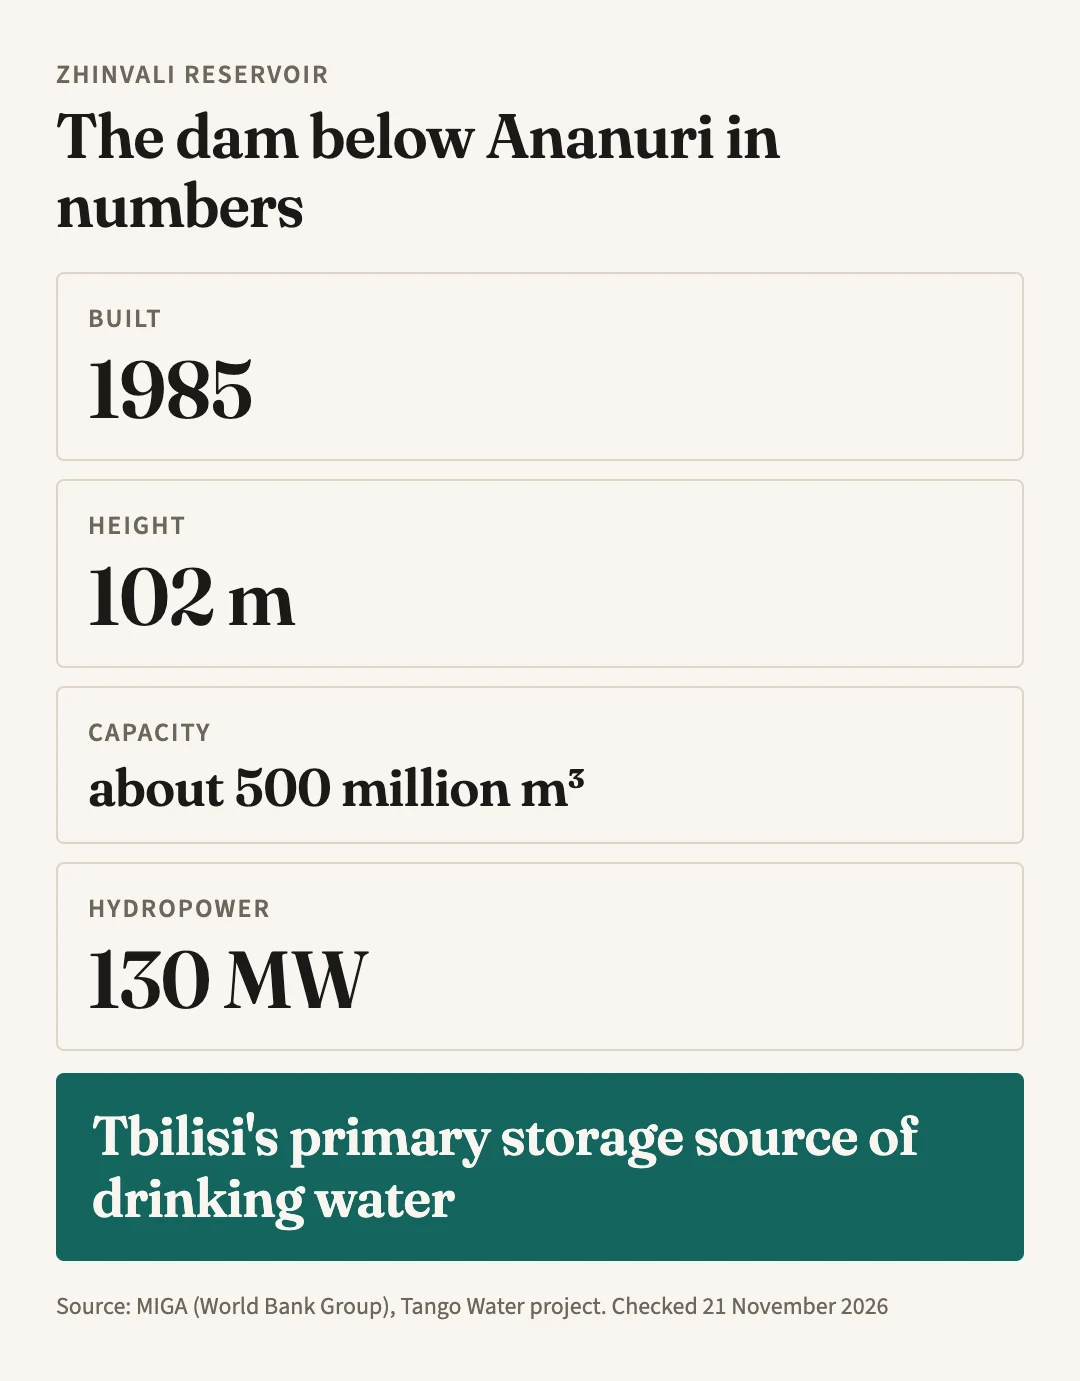 ZHINVALI RESERVOIR
The dam below Ananuri in
numbers
BUILT
1985
HEIGHT
102 m
CAPACITY
about 500 million m³
HYDROPOWER
130 MW
Tbilisi's primary storage source of
drinking water
Source: MIGA (World Bank Group), Tango Water project. Checked 21 November 2026